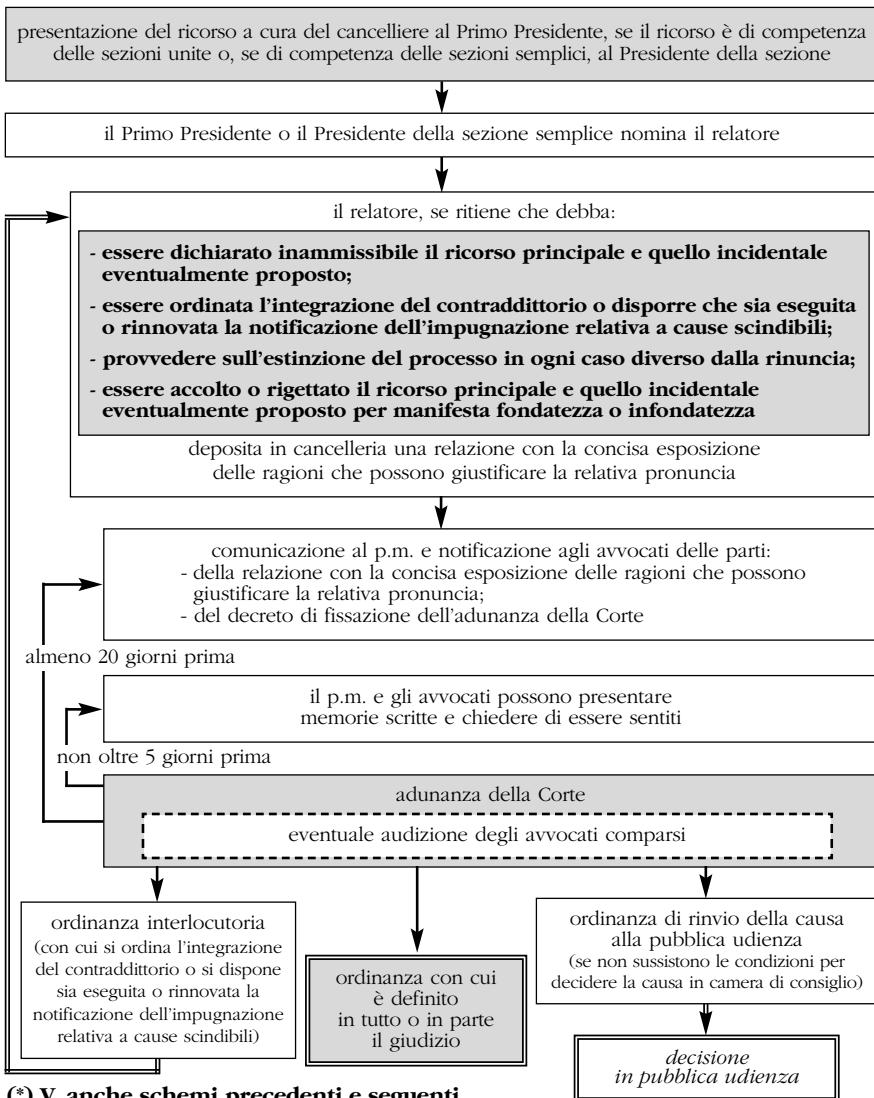 presentazione del ricorso a cura del cancelliere al Primo Presidente, se il ricorso è di competenza
delle sezioni unite o, se di competenza delle sezioni semplici, al Presidente della sezione
il Primo Presidente o il Presidente della sezione semplice nomina il relatore
il relatore, se ritiene che debba:
- essere dichiarato inammissibile il ricorso principale e quello incidentale
eventualmente proposto;
- essere ordinata l'integrazione del contraddittorio o disporre che sia eseguita
o rinnovata la notificazione dell'impugnazione relativa a cause scindibili;
- provvedere sull'estinzione del processo in ogni caso diverso dalla rinuncia;
- essere accolto o rigettato il ricorso principale e quello incidentale
eventualmente proposto per manifesta fondatezza o infondatezza
deposita in cancelleria una relazione con la concisa esposizione
delle ragioni che possono giustificare la relativa pronuncia
comunicazione al p.m. e notificazione agli avvocati delle parti:
- della relazione con la concisa esposizione delle ragioni che possono
giustificare la relativa pronuncia;
- del decreto di fissazione dell'adunanza della Corte
almeno 20 giorni prima
il p.m. e gli avvocati possono presentare
memorie scritte e chiedere di essere sentiti
non oltre 5 giorni prima
adunanza della Corte
eventuale audizione degli avvocati comparsi
ordinanza interlocutoria
(con cui si ordina l'integrazione
del contraddittorio o si dispone
sia eseguita o rinnovata la
notificazione dell'impugnazione
relativa a cause scindibili)
ordinanza con cui
è definito
in tutto o in parte
il giudizio
ordinanza di rinvio della causa
alla pubblica udienza
(se non sussistono le condizioni per
decidere la causa in camera di consiglio)
decisione
in pubblica udienza
(*) V. anche schemi precedenti e seguenti